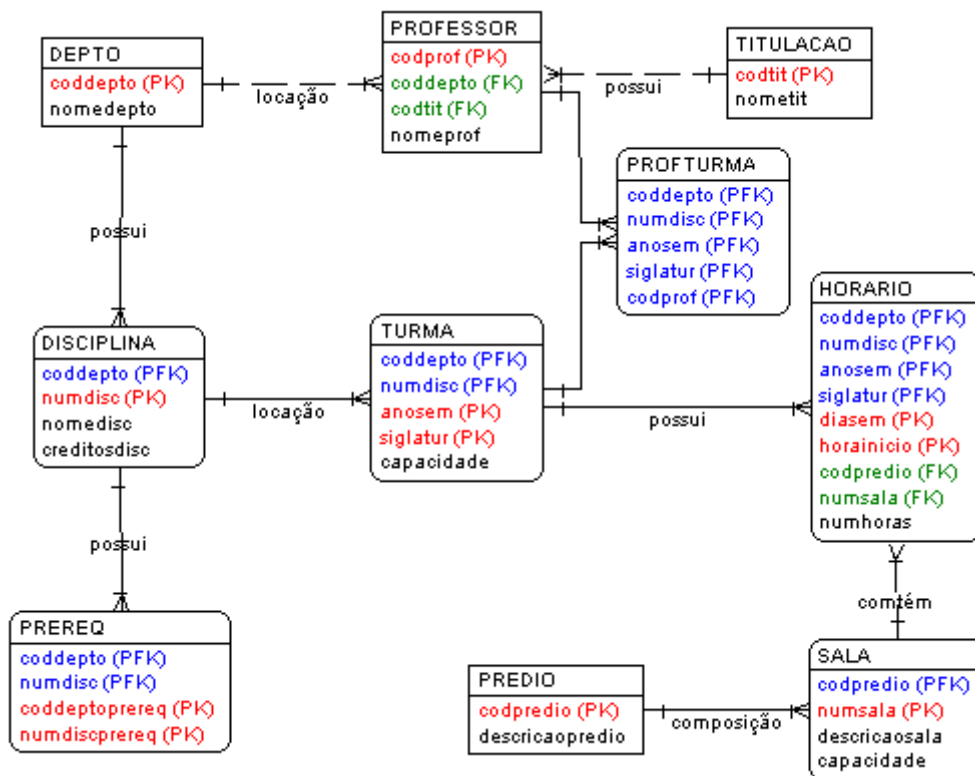 DEPTO
coddepto (PK)
nomedepto
locação
PROFESSOR
codprof (PK)
coddepto (FK)
codtit (FK)
nomeprof
possui
TITULACAO
codtit (PK)
nometit
PROFTURMA
coddepto (PFK)
numdisc (PFK)
anosem (PFK)
siglatur (PFK)
codprof (PFK)
possui
DISCIPLINA
coddepto (PFK)
numdisc (PK)
nomedisc
creditosdisc
locação
TURMA
coddepto (PFK)
numdisc (PFK)
anosem (PK)
siglatur (PK)
capacidade
possui
HORARIO
coddepto (PFK)
numdisc (PFK)
anosem (PFK)
siglatur (PFK)
diasem (PK)
horainicio (PK)
codpredio (FK)
numsala (FK)
numhoras
possui
comtém
PREREQ
coddepto (PFK)
numdisc (PFK)
coddeptoprereq (PK)
numdiscprereq (PK)
PREDIO
codpredio (PK)
descricaopredio
composição
SALA
codpredio (PFK)
numsala (PK)
descricaosala
capacidade